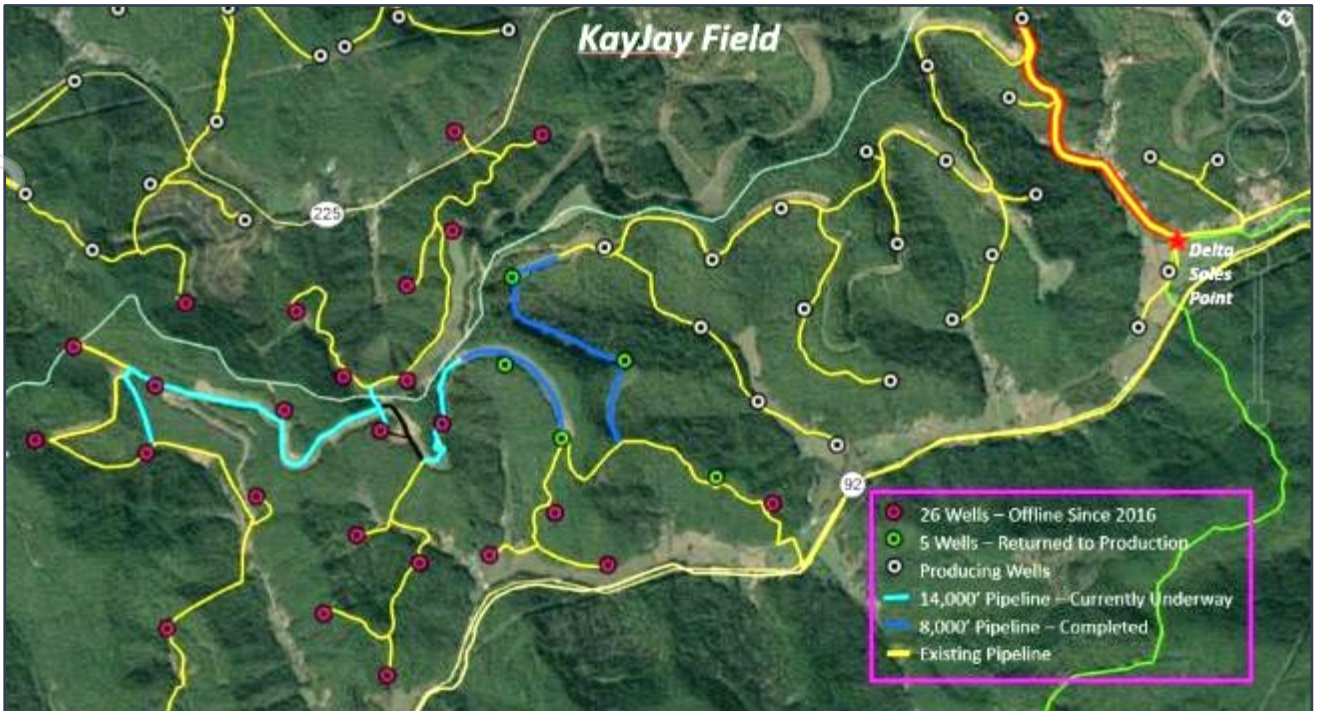 KayJay Field
225
Delta
Sales
Point
92
26 Wells – Offline Since 2016
5 Wells – Returned to Production
Producing Wells
14,000' Pipeline – Currently Underway
8,000' Pipeline – Completed
Existing Pipeline